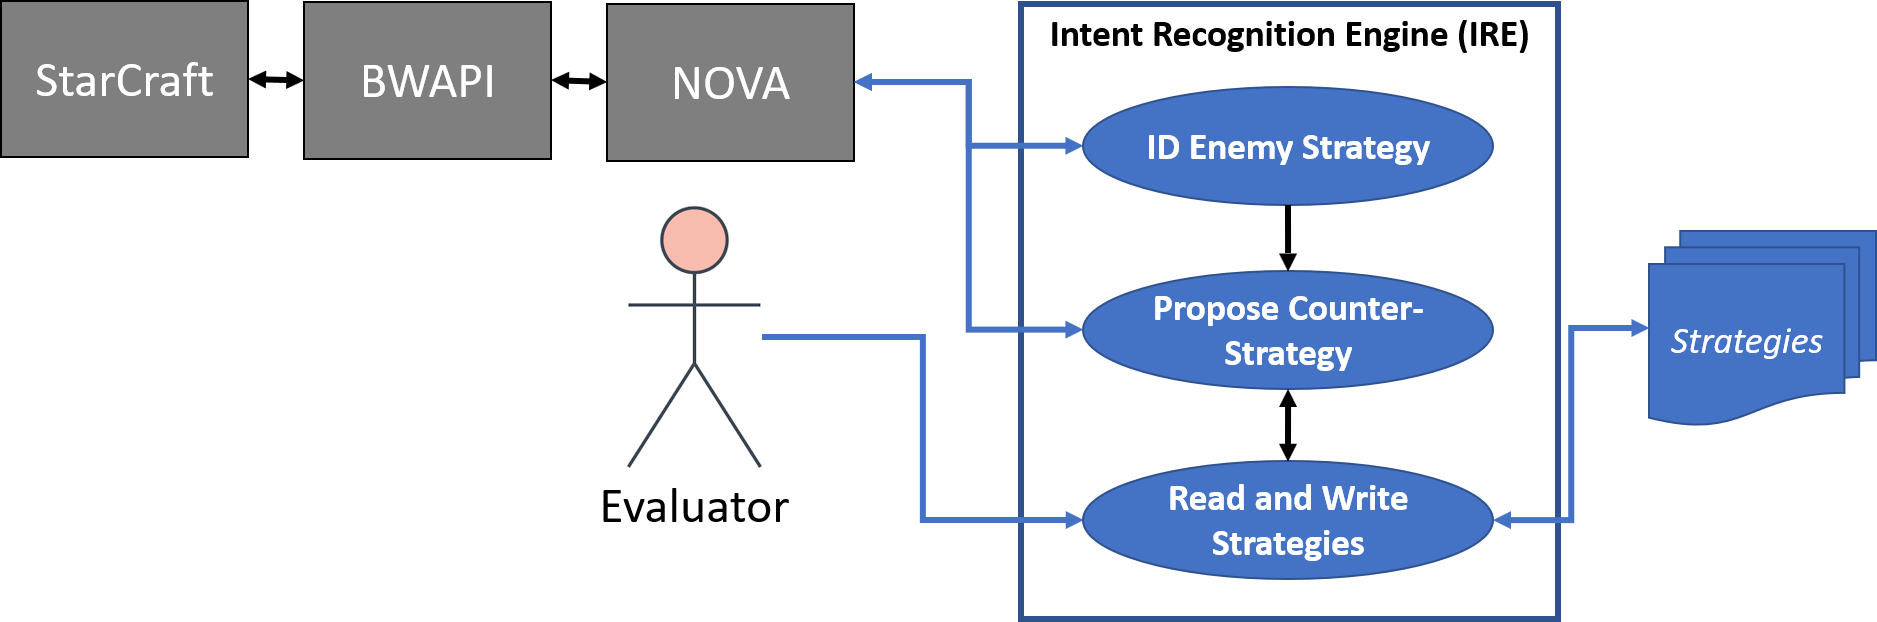 StarCraft
BWAPI
NOVA
Intent Recognition Engine (IRE)
ID Enemy Strategy
Propose Counter-
Strategy
Strategies
Read and Write
Strategies
Evaluator